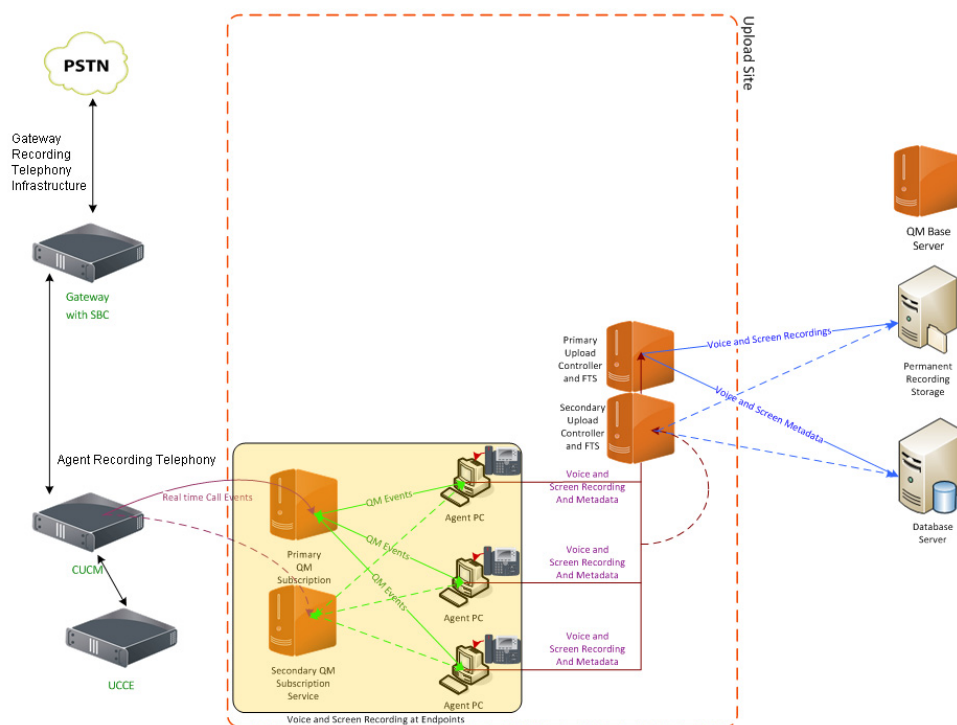 PSTN
Gateway
Recording
Telephony
Infrastructure
Gateway
with SBC
Agent Recording Telephony
Real time Call Events
CUCM
UCCE
Upload Site
Primary
QM
Subscription
Secondary QM
Subscription
Service
QM Events
QM Events
QM Events
Agent PC
Agent PC
Agent PC
Voice and Screen Recording at Endpoints
Voice and
Screen Recording
And Metadata
Voice and
Screen Recording
And Metadata
Voice and
Screen Recording
And Metadata
Primary
Upload
Controller
and FTS
Secondary
Upload
Controller
and FTS
Voice and Screen Recordings
Voice and Screen Metadata
QM Base
Server
Permanent
Recording
Storage
Database
Server